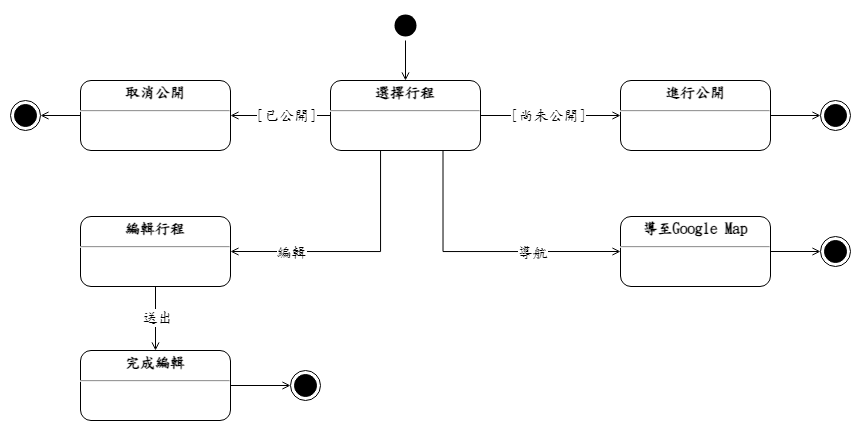 取消公開
選擇行程
進行公開
[已公開]
[尚未公開]
編輯行程
導至Google Map
編輯
導航
送出
完成編輯